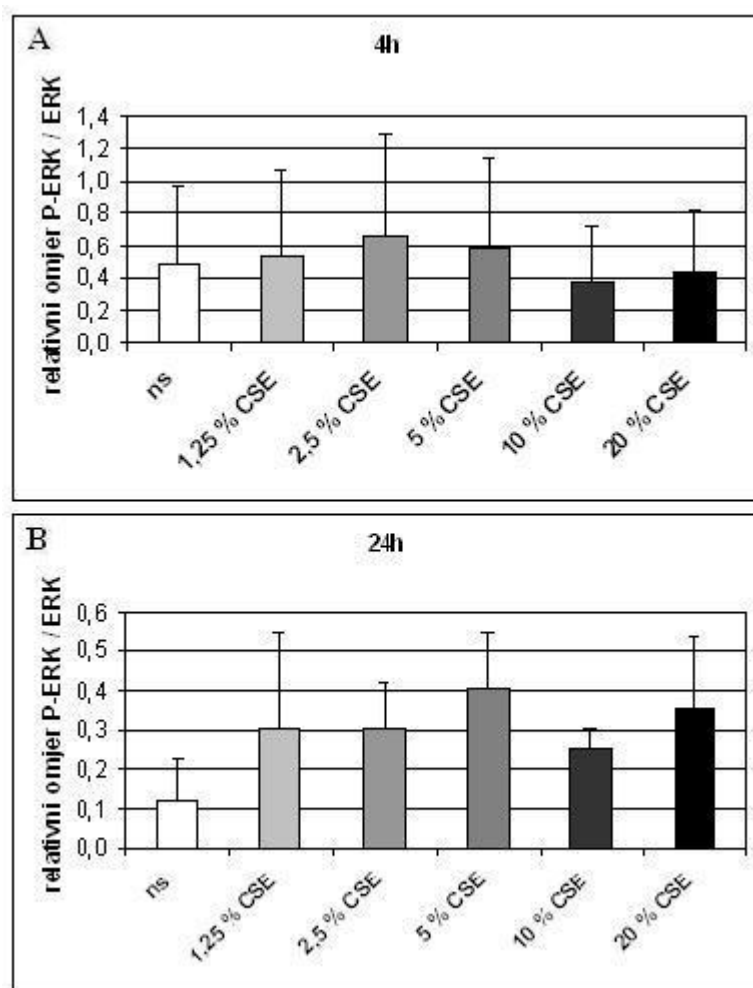 A
4h
relativni omjer P-ERK / ERK
1,4
1,2
1,0
0,8
0,6
0,4
0,2
0,0
ns
1,25 % CSE
2,5 % CSE
5 % CSE
10 % CSE
20 % CSE
B
24h
relativni omjer P-ERK / ERK
0,6
0,5
0,4
0,3
0,2
0,1
0,0
ns
1,25 % CSE
2,5 % CSE
5 % CSE
10 % CSE
20 % CSE